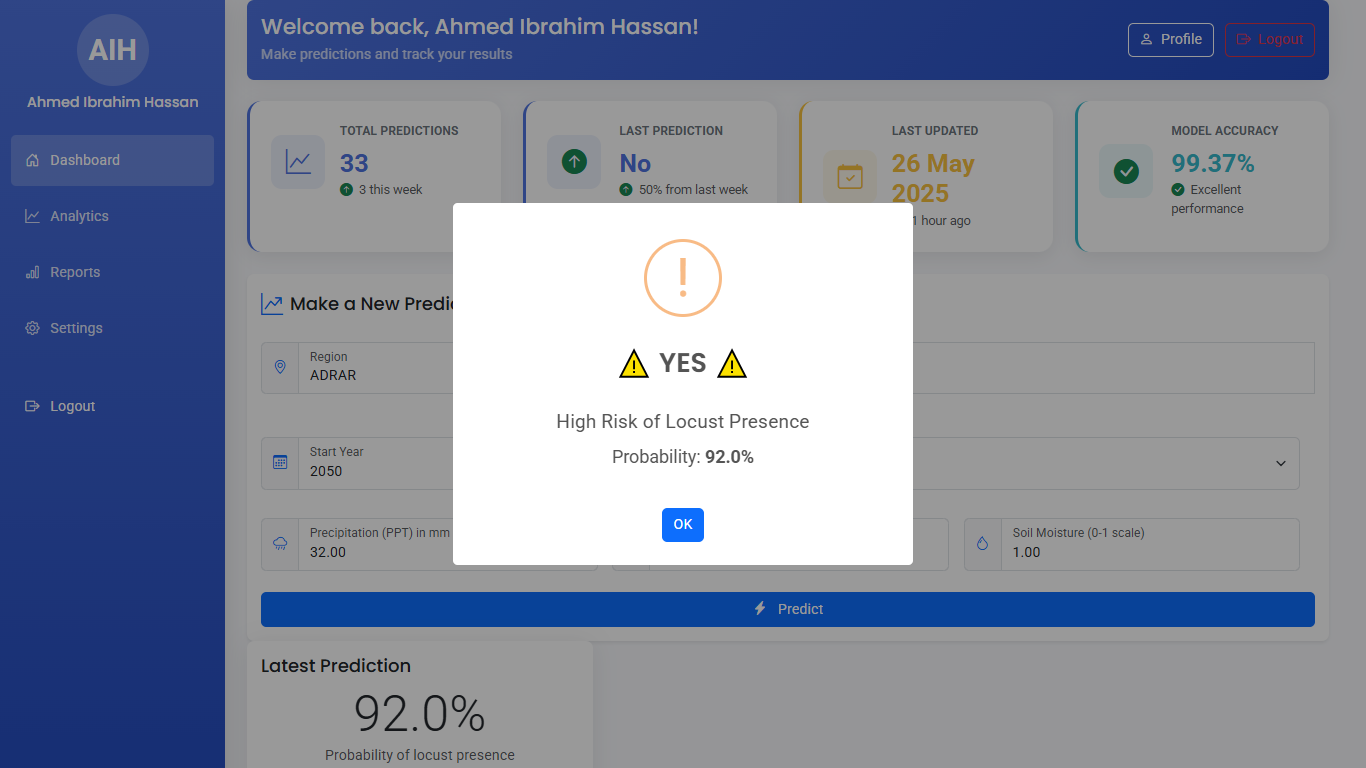 AIH
Ahmed Ibrahim Hassan
Dashboard
Analytics
Reports
Settings
Logout
Welcome back, Ahmed Ibrahim Hassan!
Make predictions and track your results
Profile
Logout
TOTAL PREDICTIONS
33
3 this week
LAST PREDICTION
No
50% from last week
LAST UPDATED
26 May
2025
1 hour ago
MODEL ACCURACY
99.37%
Excellent
performance
Make a New
Region
ADRAR
Start Year
2050
Precipitation (PPT) in mm
32.00
Soil Moisture (0-1 scale)
1.00
Predict
YES
High Risk of Locust Presence
Probability: 92.0%
OK
Latest Prediction
92.0%
Probability of locust presence